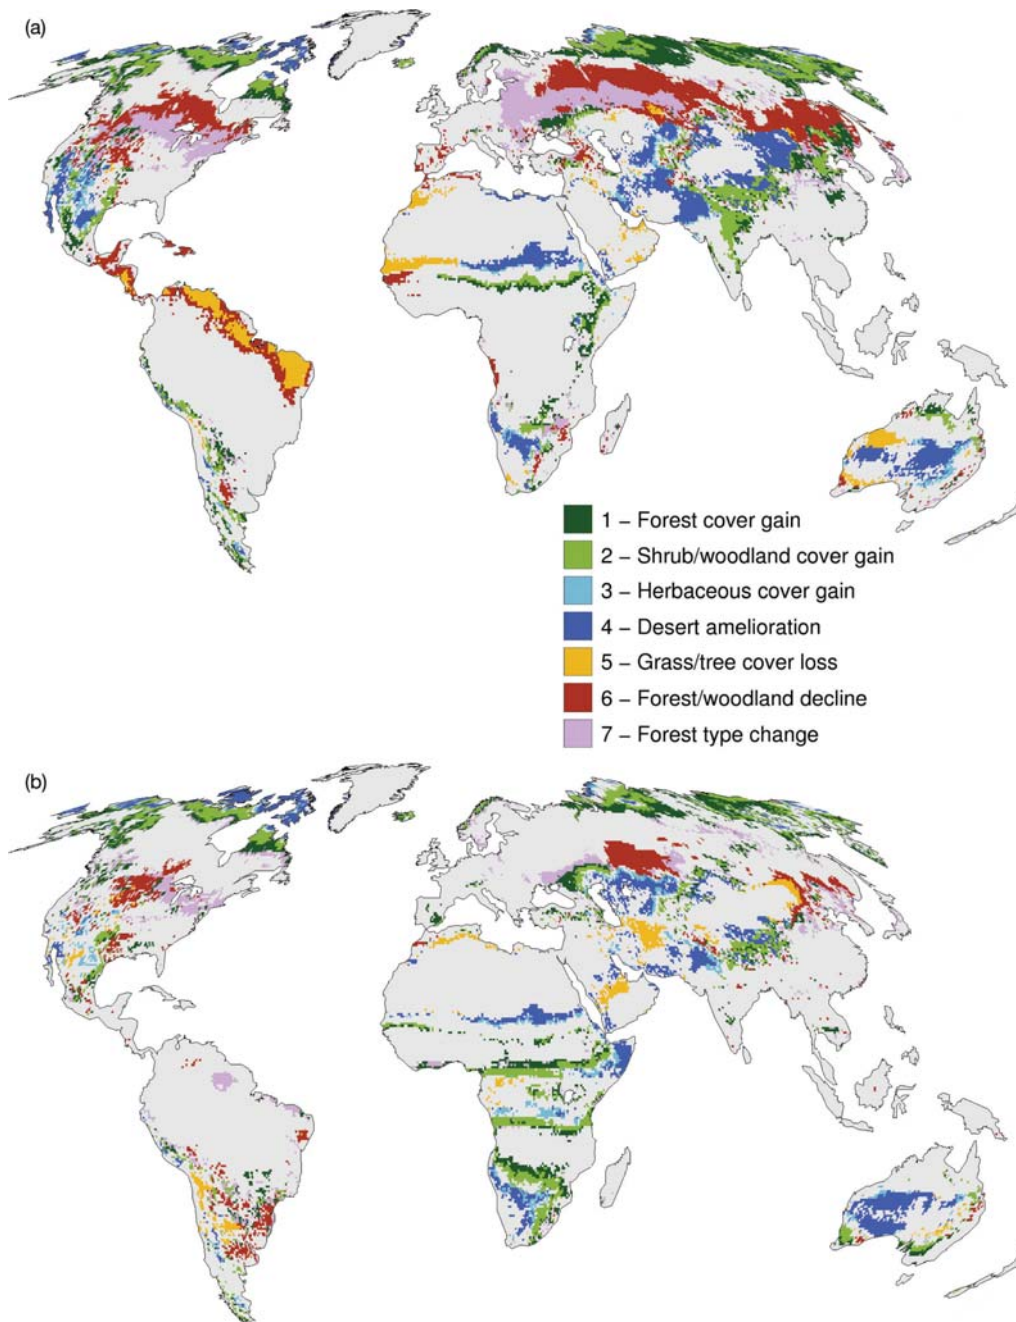 (a)
1 – Forest cover gain
2 – Shrub/woodland cover gain
3 – Herbaceous cover gain
4 – Desert amelioration
5 – Grass/tree cover loss
6 – Forest/woodland decline
7 – Forest type change
(b)